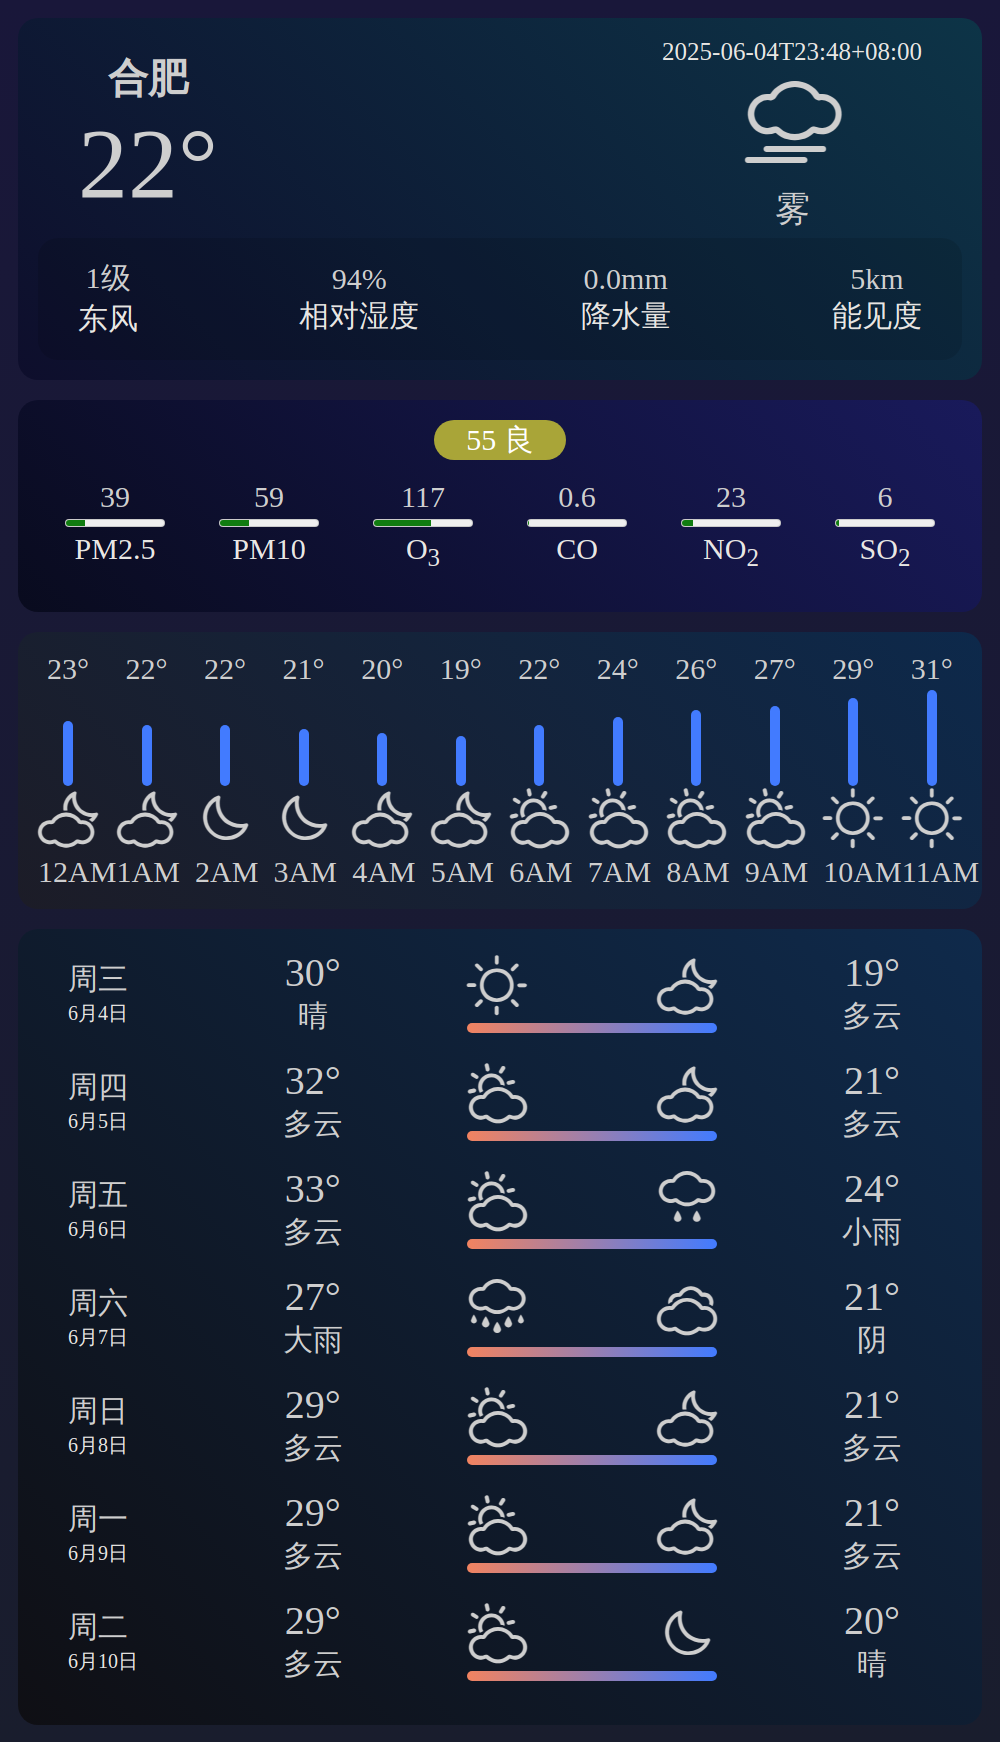 合肥
2025-06-04T23:48+08:00
22°
雾
1级 94% 0.0mm 5km
东风 相对湿度 降水量 能见度
55 良
39 59 117 0.6 23 6
PM2.5 PM10 O3 CO NO2 SO2
23° 22° 22° 21° 20° 19° 22° 24° 26° 27° 29° 31°
12AM 1AM 2AM 3AM 4AM 5AM 6AM 7AM 8AM 9AM 10AM 11AM
周三 30° 19°
6月4日 晴 多云
周四 32° 21°
6月5日 多云 多云
周五 33° 24°
6月6日 多云 小雨
周六 27° 21°
6月7日 大雨 阴
周日 29° 21°
6月8日 多云 多云
周一 29° 21°
6月9日 多云 多云
周二 29° 20°
6月10日 多云 晴